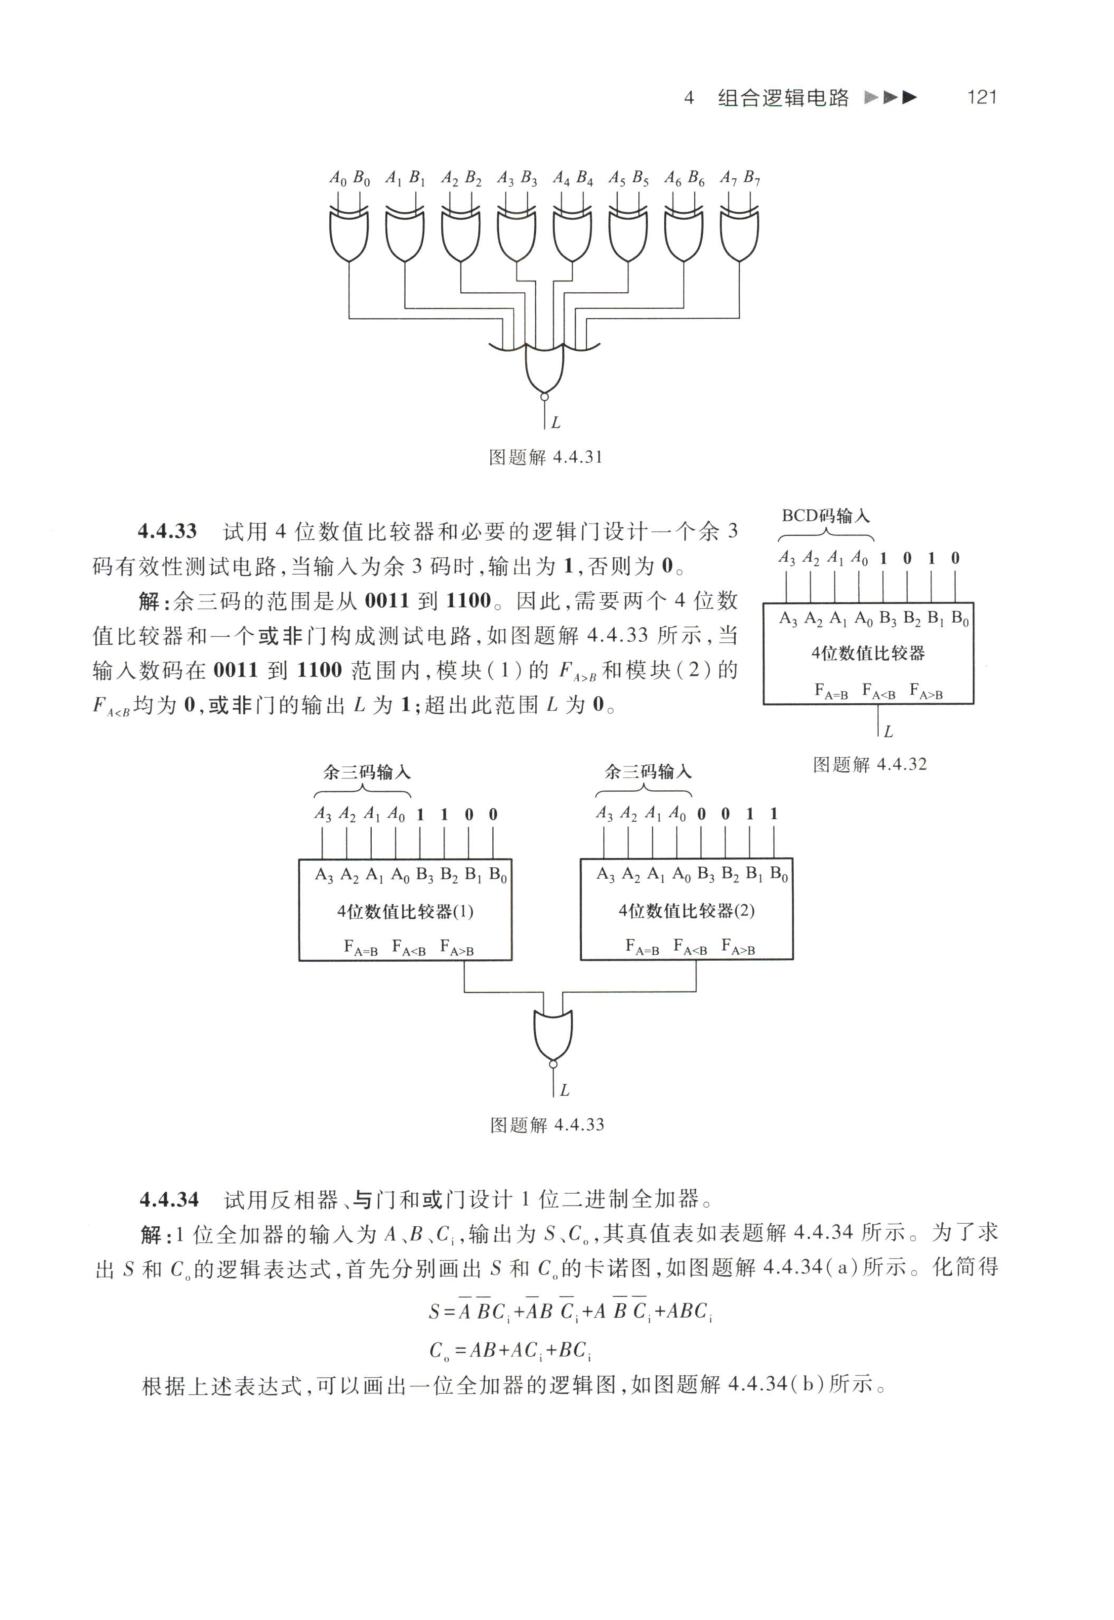 4 组合逻辑电路 ▶▶▶ 121
A₀ B₀ A₁ B₁ A₂ B₂ A₃ B₃ A₄ B₄ A₅ B₅ A₆ B₆ A₇ B₇
L
图题解 4.4.31
4.4.33 试用 4 位数值比较器和必要的逻辑门设计一个余 3
码有效性测试电路,当输入为余 3 码时,输出为 1,否则为 0。
解:余三码的范围是从 0011 到 1100。因此,需要两个 4 位数
值比较器和一个或非门构成测试电路,如图题解 4.4.33 所示,当
输入数码在 0011 到 1100 范围内,模块(1)的 F_{A>B}和模块(2)的
F_{A<B}均为 0,或非门的输出 L 为 1;超出此范围 L 为 0。
BCD码输入
A₃ A₂ A₁ A₀ 1 0 1 0
A₃ A₂ A₁ A₀ B₃ B₂ B₁ B₀
4位数值比较器
F_{A=B} F_{A<B} F_{A>B}
L
图题解 4.4.32
余三码输入
A₃ A₂ A₁ A₀ 1 1 0 0
A₃ A₂ A₁ A₀ B₃ B₂ B₁ B₀
4位数值比较器(1)
F_{A=B} F_{A<B} F_{A>B}
余三码输入
A₃ A₂ A₁ A₀ 0 0 1 1
A₃ A₂ A₁ A₀ B₃ B₂ B₁ B₀
4位数值比较器(2)
F_{A=B} F_{A<B} F_{A>B}
L
图题解 4.4.33
4.4.34 试用反相器、与门和或门设计 1 位二进制全加器。
解:1 位全加器的输入为 A、B、Cᵢ,输出为 S、Cₒ,其真值表如表题解 4.4.34 所示。为了求
出 S 和 Cₒ的逻辑表达式,首先分别画出 S 和 Cₒ的卡诺图,如图题解 4.4.34(a)所示。化简得
S=A̅ B̅Cᵢ+A̅B C̅ᵢ+A B̅ C̅ᵢ+ABCᵢ
Cₒ=AB+ACᵢ+BCᵢ
根据上述表达式,可以画出一位全加器的逻辑图,如图题解 4.4.34(b)所示。